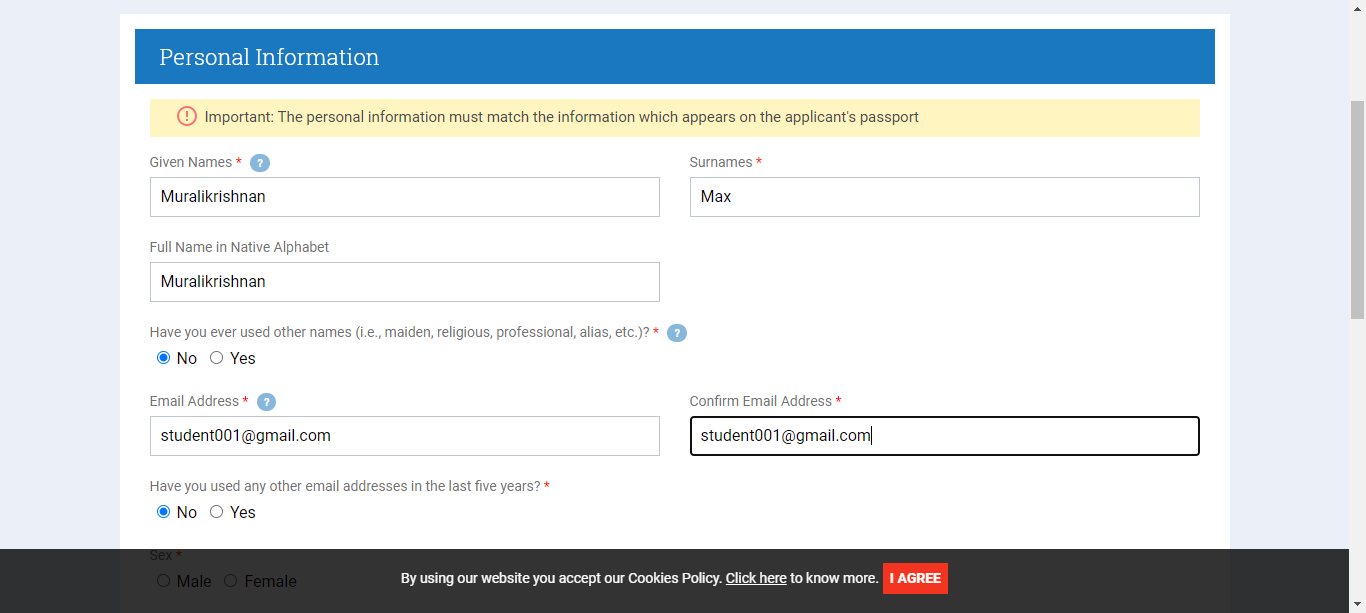 Personal Information
Important: The personal information must match the information which appears on the applicant's passport
Given Names * ?
Surnames *
Muralikrishnan
Max
Full Name in Native Alphabet
Muralikrishnan
Have you ever used other names (i.e., maiden, religious, professional, alias, etc.)? * ?
No Yes
Email Address * ?
Confirm Email Address *
student001@gmail.com
student001@gmail.com
Have you used any other email addresses in the last five years? *
No Yes
Sex *
Male Female
By using our website you accept our Cookies Policy. Click here to know more. I AGREE